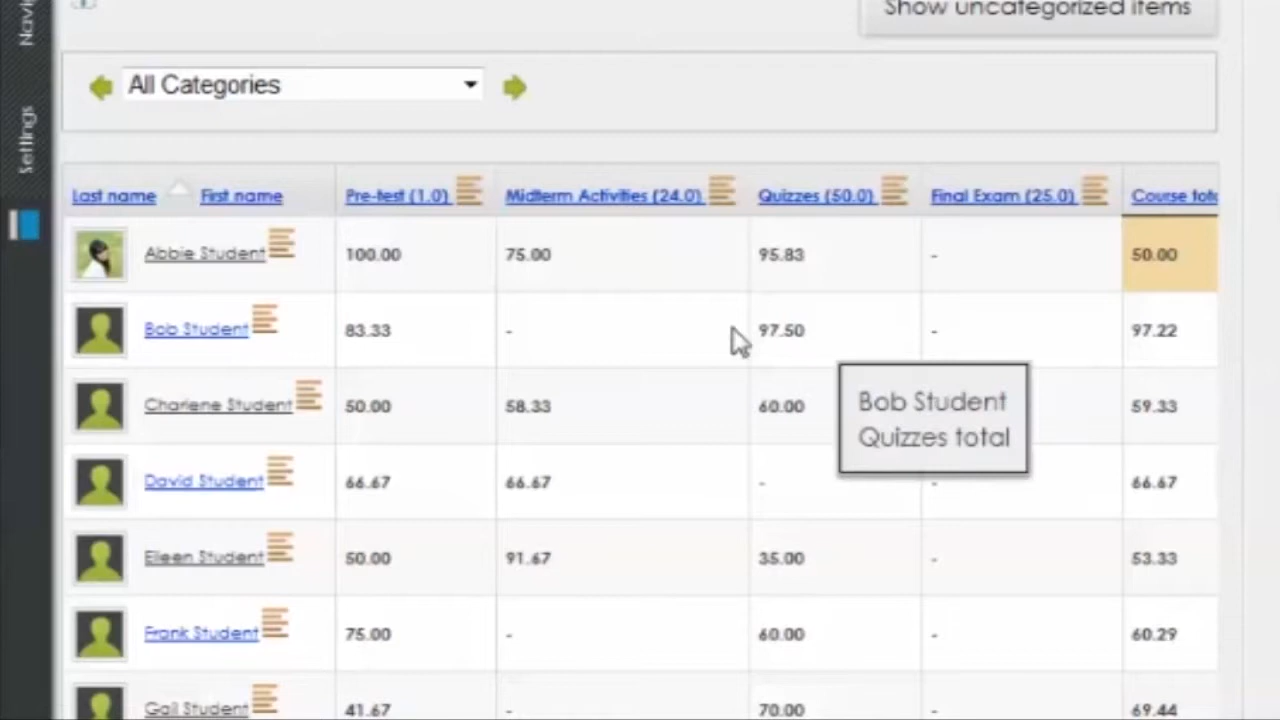 Navi
Show uncategorized items
Settings
All Categories
Last name First name Pre-test (1.0) Midterm Activities (24.0) Quizzes (50.0) Final Exam (25.0) Course tota
Abbie Student 100.00 75.00 95.83 - 50.00
Bob Student 83.33 - 97.50 - 97.22
Charlene Student 50.00 58.33 60.00 59.33
Bob Student
Quizzes total
David Student 66.67 66.67 - - 66.67
Eileen Student 50.00 91.67 35.00 - 53.33
Frank Student 75.00 - 60.00 - 60.29
Gail Student 41.67 - 70.00 - 69.44